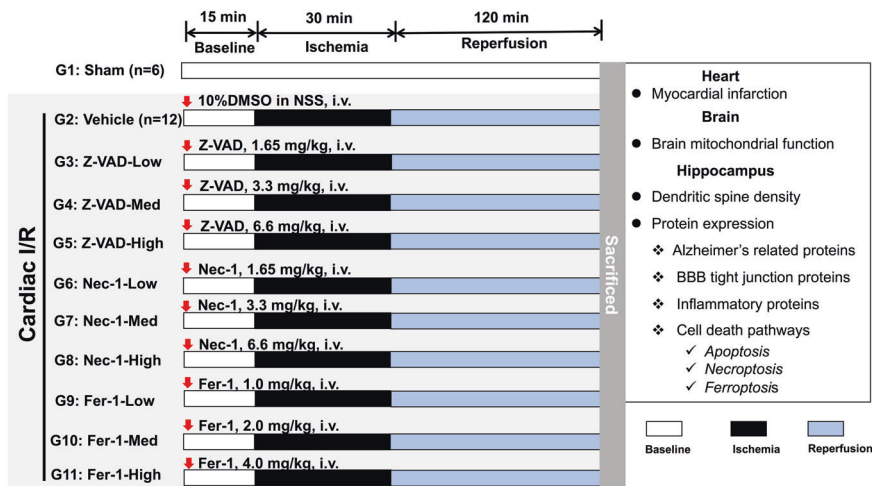 15 min
30 min
120 min
Baseline
Ischemia
Reperfusion
G1: Sham (n=6)
10%DMSO in NSS, i.v.
G2: Vehicle (n=12)
Z-VAD, 1.65 mg/kg, i.v.
G3: Z-VAD-Low
Z-VAD, 3.3 mg/kg, i.v.
G4: Z-VAD-Med
Z-VAD, 6.6 mg/kg, i.v.
G5: Z-VAD-High
Nec-1, 1.65 mg/kg, i.v.
G6: Nec-1-Low
Nec-1, 3.3 mg/kg, i.v.
G7: Nec-1-Med
Nec-1, 6.6 mg/kg, i.v.
G8: Nec-1-High
Fer-1, 1.0 mg/kg, i.v.
G9: Fer-1-Low
Fer-1, 2.0 mg/kg, i.v.
G10: Fer-1-Med
Fer-1, 4.0 mg/kg, i.v.
G11: Fer-1-High
Cardiac I/R
Sacrificed
Heart
● Myocardial infarction
Brain
● Brain mitochondrial function
Hippocampus
● Dendritic spine density
● Protein expression
❖ Alzheimer's related proteins
❖ BBB tight junction proteins
❖ Inflammatory proteins
❖ Cell death pathways
✓ Apoptosis
✓ Necroptosis
✓ Ferroptosis
Baseline
Ischemia
Reperfusion